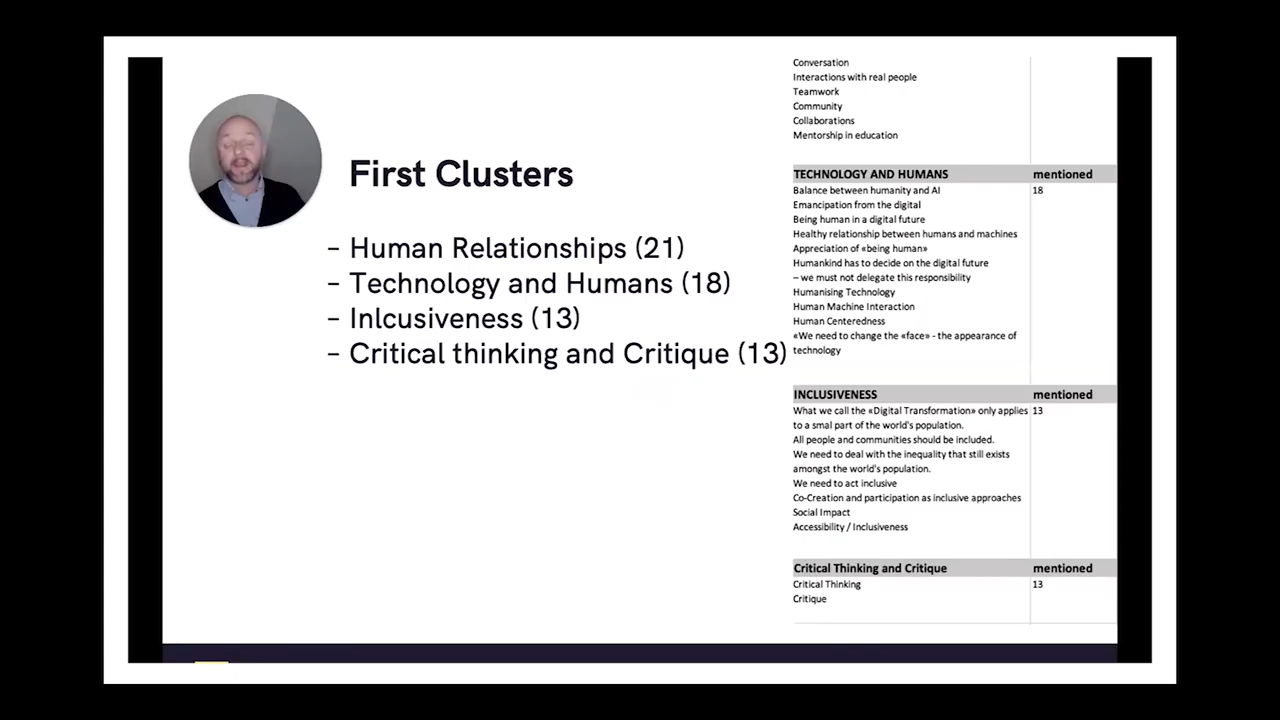 First Clusters
– Human Relationships (21)
– Technology and Humans (18)
– Inlcusiveness (13)
– Critical thinking and Critique (13)
Conversation
Interactions with real people
Teamwork
Community
Collaborations
Mentorship in education
TECHNOLOGY AND HUMANS mentioned
Balance between humanity and AI 18
Emancipation from the digital
Being human in a digital future
Healthy relationship between humans and machines
Appreciation of «being human»
Humankind has to decide on the digital future
– we must not delegate this responsibility
Humanising Technology
Human Machine Interaction
Human Centeredness
«We need to change the «face» - the appearance of
technology
INCLUSIVENESS mentioned
What we call the «Digital Transformation» only applies 13
to a smal part of the world's population.
All people and communities should be included.
We need to deal with the inequality that still exists
amongst the world's population.
We need to act inclusive
Co-Creation and participation as inclusive approaches
Social Impact
Accessibility / Inclusiveness
Critical Thinking and Critique mentioned
Critical Thinking 13
Critique